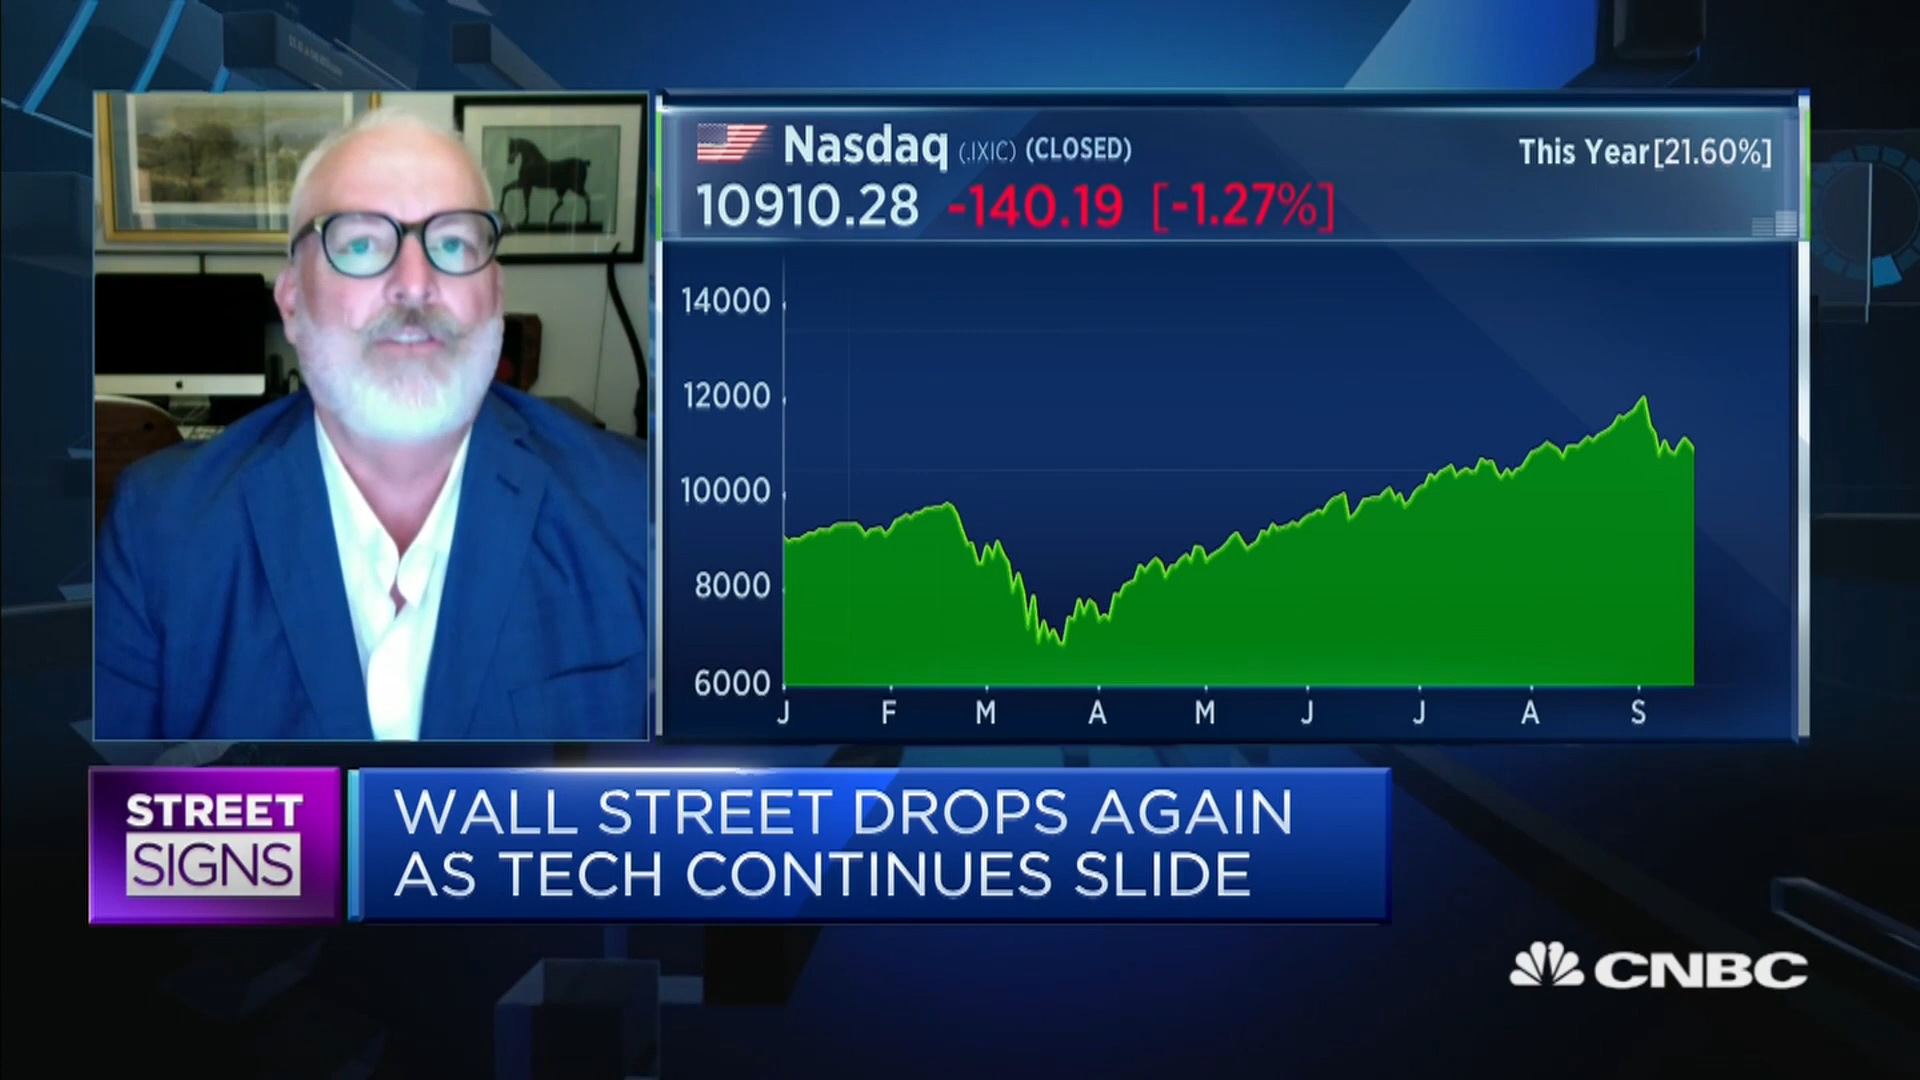 Nasdaq (.IXIC) (CLOSED)
This Year[21.60%]
10910.28 -140.19 [-1.27%]
14000
12000
10000
8000
6000
J F M A M J J A S
STREET
SIGNS
WALL STREET DROPS AGAIN
AS TECH CONTINUES SLIDE
CNBC